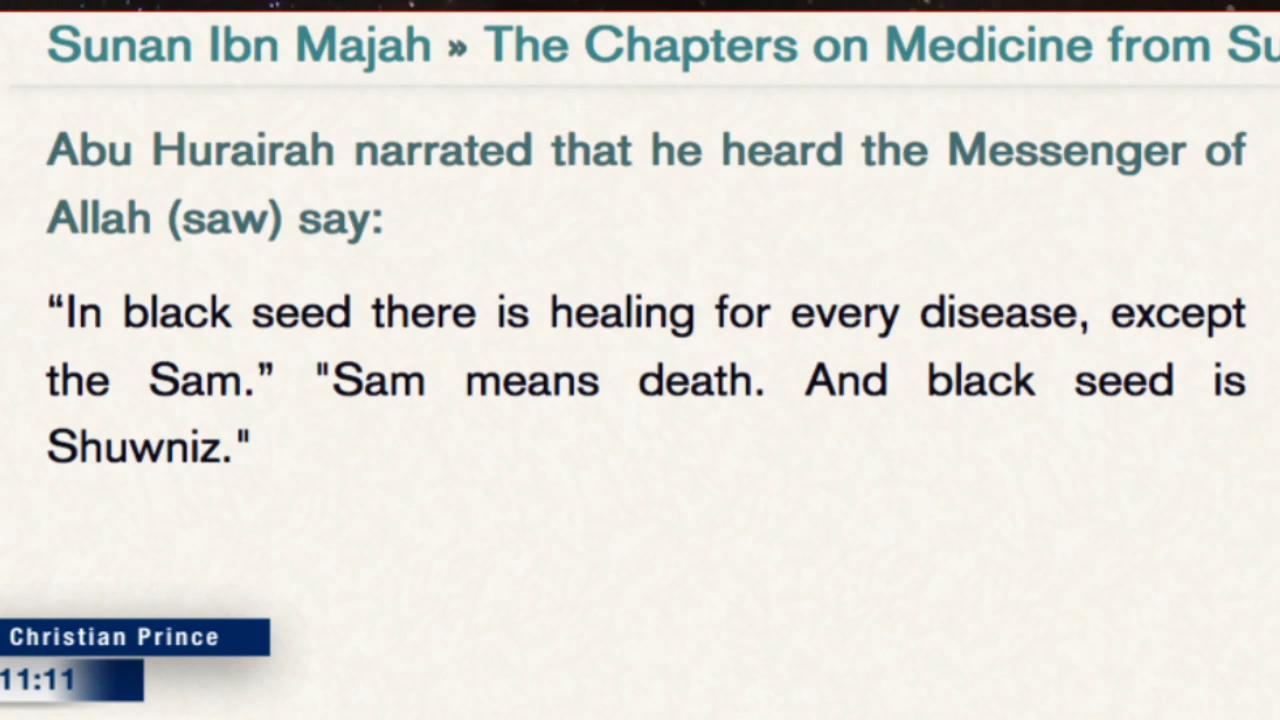 Sunan Ibn Majah » The Chapters on Medicine from Su
Abu Hurairah narrated that he heard the Messenger of
Allah (saw) say:
“In black seed there is healing for every disease, except
the Sam.” "Sam means death. And black seed is
Shuwniz."
Christian Prince
11:11